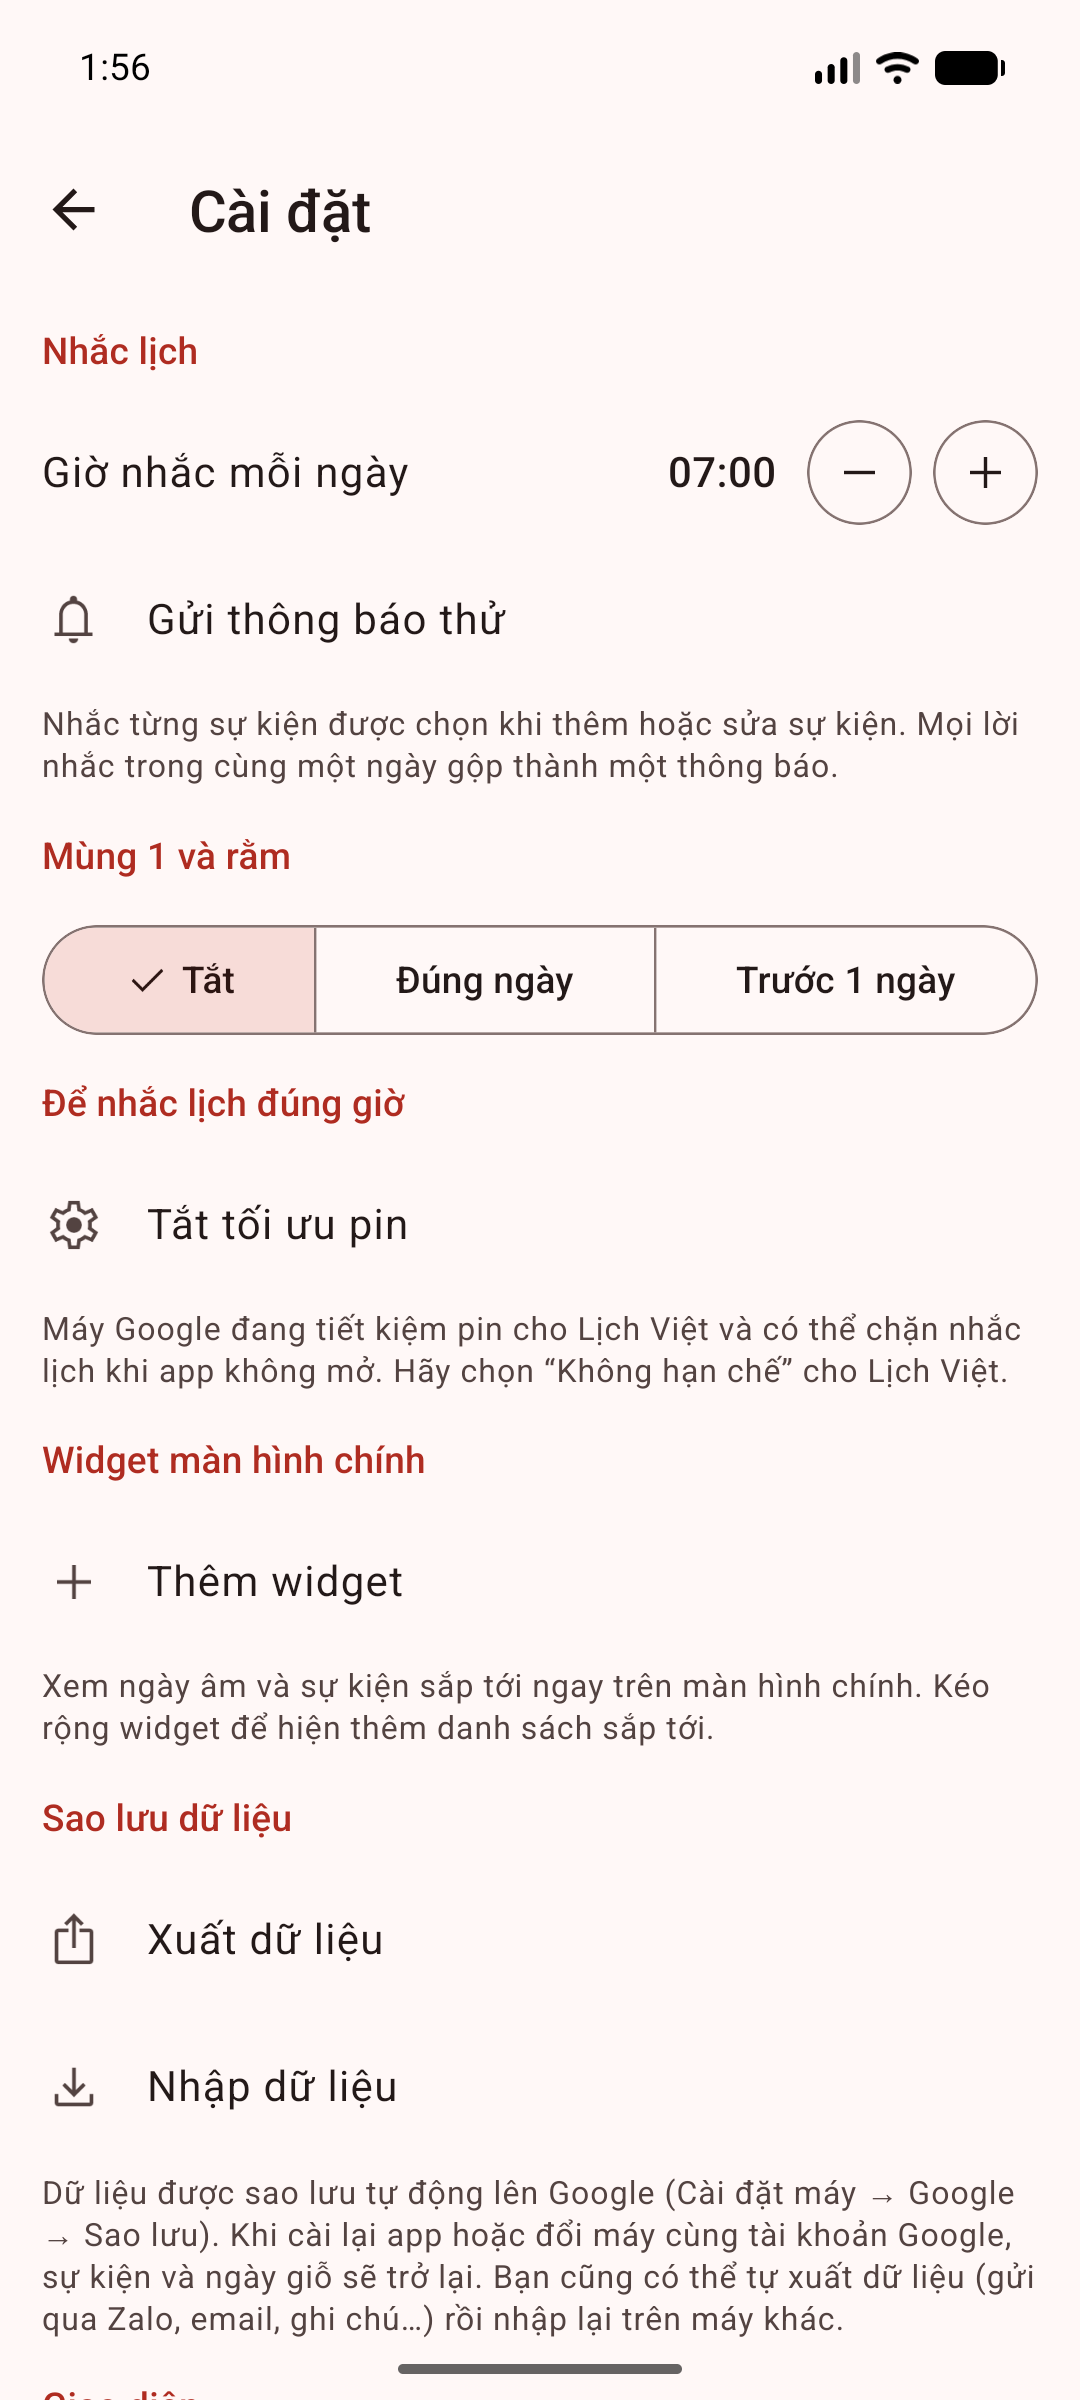 1:56
Cài đặt
Nhắc lịch
Giờ nhắc mỗi ngày 07:00
Gửi thông báo thử
Nhắc từng sự kiện được chọn khi thêm hoặc sửa sự kiện. Mọi lời
nhắc trong cùng một ngày gộp thành một thông báo.
Mùng 1 và rằm
Tắt Đúng ngày Trước 1 ngày
Để nhắc lịch đúng giờ
Tắt tối ưu pin
Máy Google đang tiết kiệm pin cho Lịch Việt và có thể chặn nhắc
lịch khi app không mở. Hãy chọn “Không hạn chế” cho Lịch Việt.
Widget màn hình chính
Thêm widget
Xem ngày âm và sự kiện sắp tới ngay trên màn hình chính. Kéo
rộng widget để hiện thêm danh sách sắp tới.
Sao lưu dữ liệu
Xuất dữ liệu
Nhập dữ liệu
Dữ liệu được sao lưu tự động lên Google (Cài đặt máy → Google
→ Sao lưu). Khi cài lại app hoặc đổi máy cùng tài khoản Google,
sự kiện và ngày giỗ sẽ trở lại. Bạn cũng có thể tự xuất dữ liệu (gửi
qua Zalo, email, ghi chú…) rồi nhập lại trên máy khác.
Giao diện